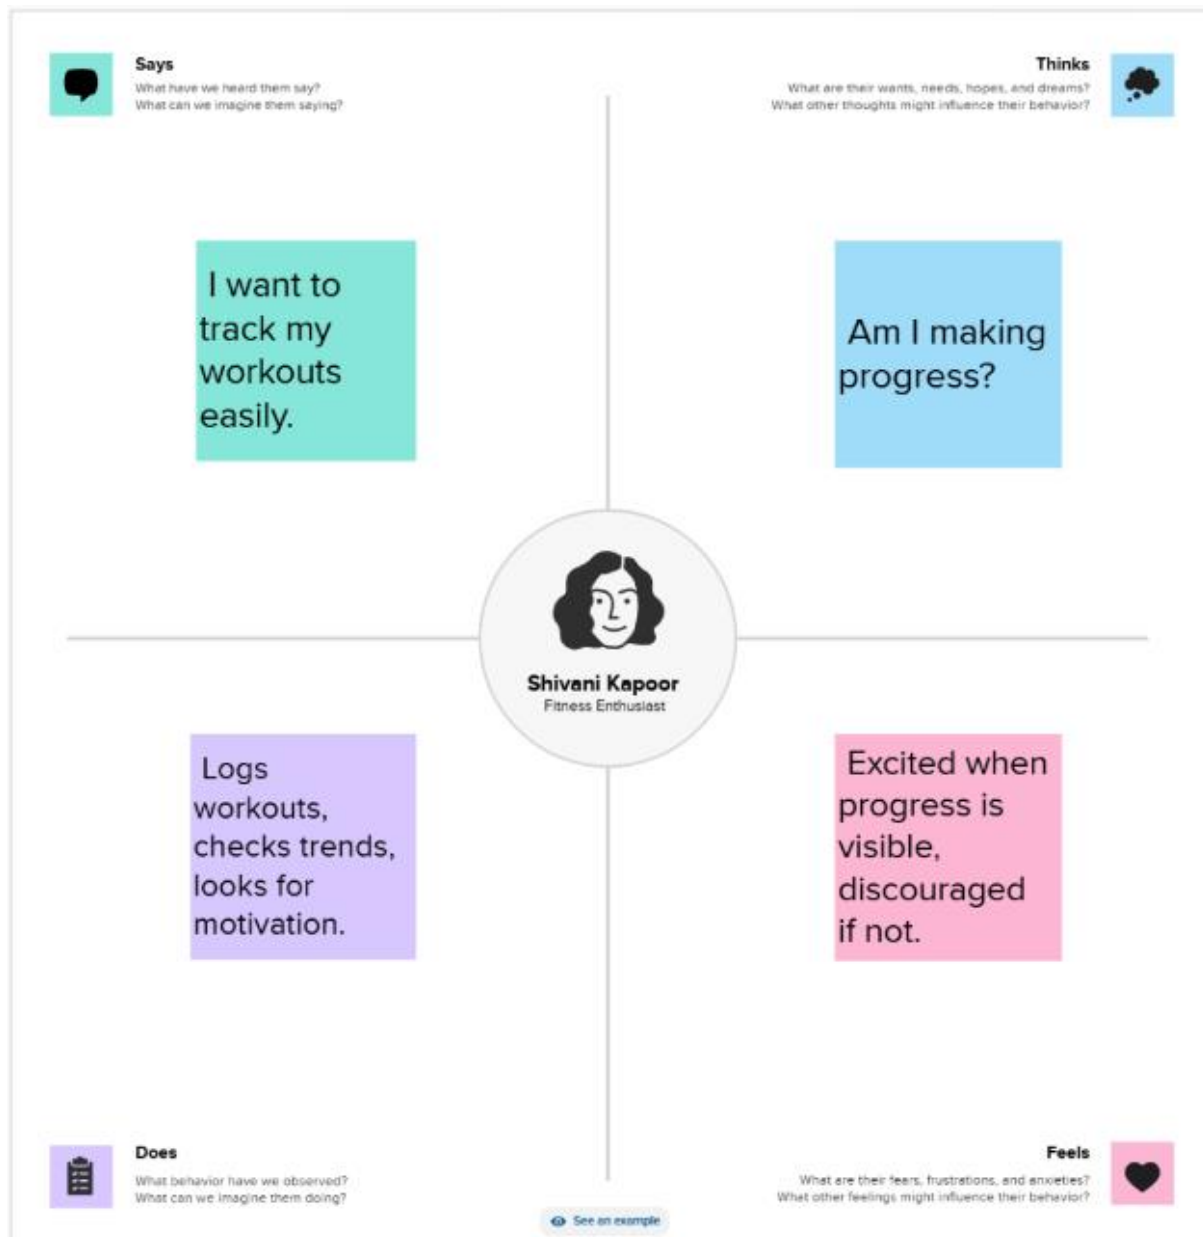 Says
What have we heard them say?
What can we imagine them saying?
Thinks
What are their wants, needs, hopes, and dreams?
What other thoughts might influence their behavior?
I want to
track my
workouts
easily.
Am I making
progress?
Shivani Kapoor
Fitness Enthusiast
Logs
workouts,
checks trends,
looks for
motivation.
Excited when
progress is
visible,
discouraged
if not.
Does
What behavior have we observed?
What can we imagine them doing?
Feels
What are their fears, frustrations, and anxieties?
What other feelings might influence their behavior?
See an example